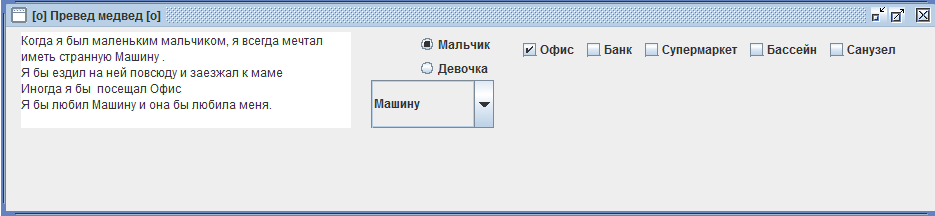 [o] Превед медвед [o]
Когда я был маленьким мальчиком, я всегда мечтал
иметь странную Машину .
Я бы ездил на ней повсюду и заезжал к маме
Иногда я бы  посещал Офис
Я бы любил Машину и она бы любила меня.
Мальчик
Девочка
Машину
Офис Банк Супермаркет Бассейн Санузел